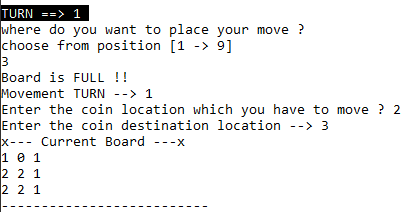 TURN ==> 1
where do you want to place your move ?
choose from position [1 -> 9]
3
Board is FULL !!
Movement TURN --> 1
Enter the coin location which you have to move ? 2
Enter the coin destination location --> 3
x--- Current Board ---x
1 0 1
2 2 1
2 2 1
--------------------------